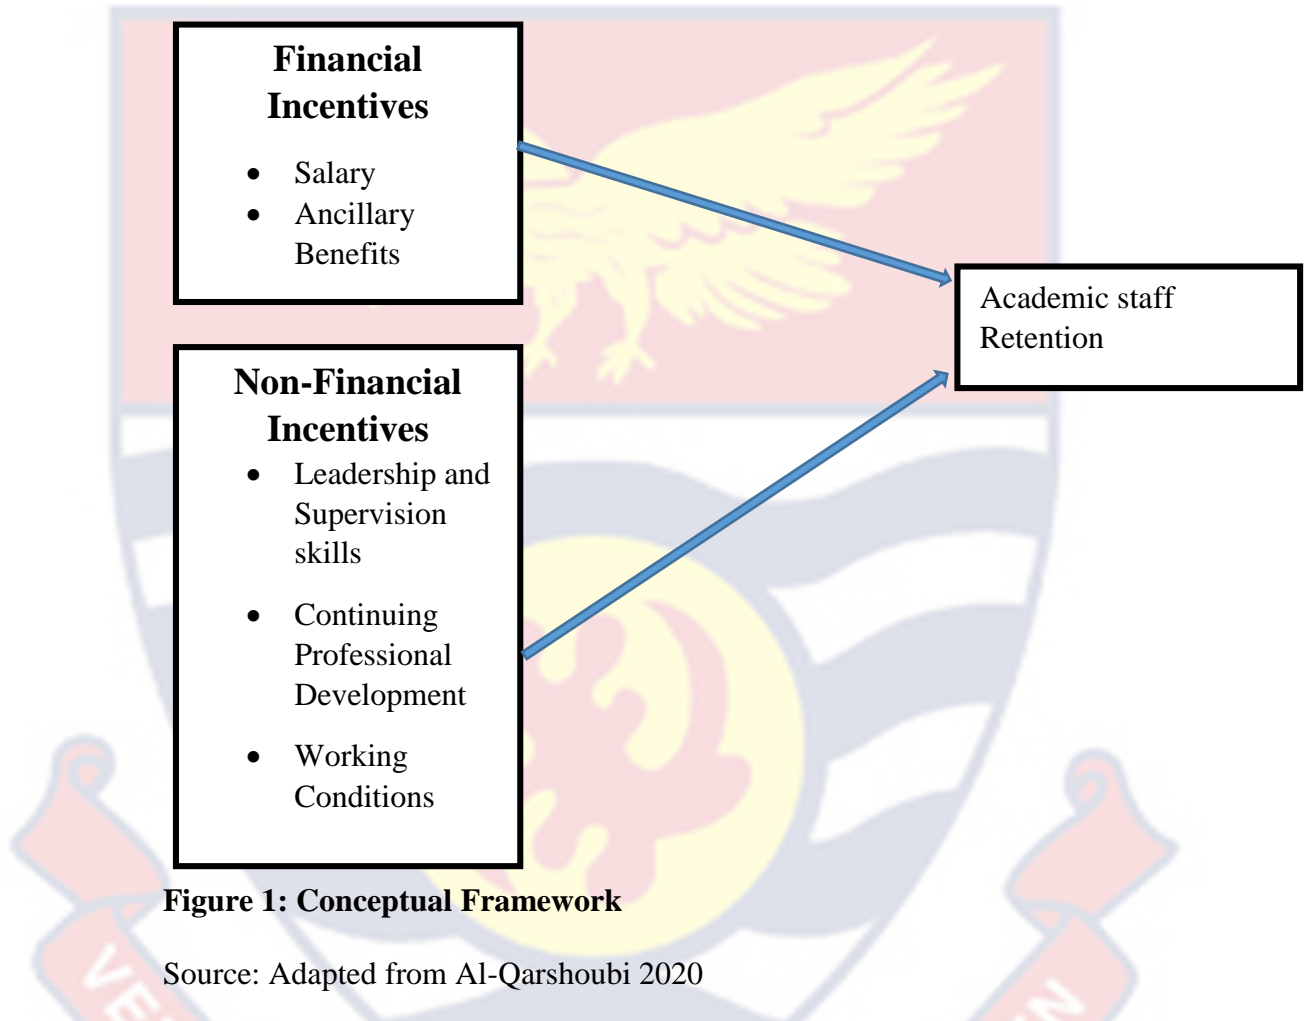 Financial
Incentives
• Salary
• Ancillary
Benefits
Academic staff
Retention
Non-Financial
Incentives
• Leadership and
Supervision
skills
• Continuing
Professional
Development
• Working
Conditions
Figure 1: Conceptual Framework
Source: Adapted from Al-Qarshoubi 2020